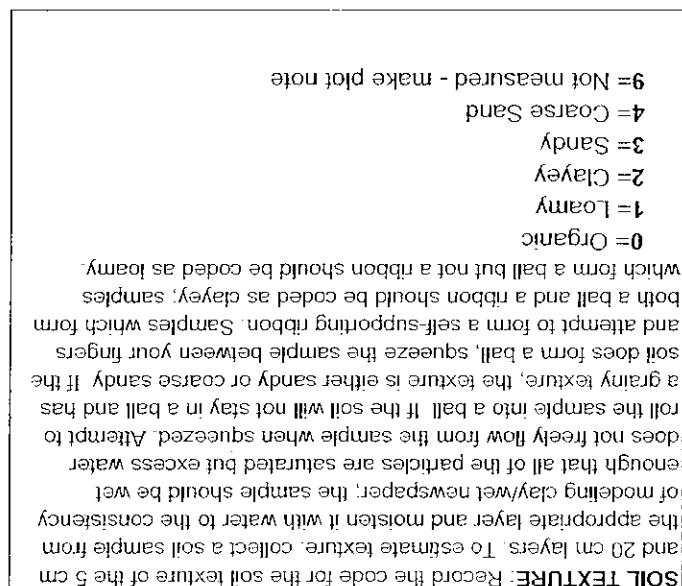 SOIL TEXTURE: Record the code for the soil texture of the 5 cm
and 20 cm layers. To estimate texture. collect a soil sample from
the appropriate layer and moisten it with water to the consistency
of modeling clay/wet newspaper; the sample should be wet
enough that all of the particles are saturated but excess water
does not freely flow from the sample when squeezed. Attempt to
roll the sample into a ball. If the soil will not stay in a ball and has
a grainy texture, the texture is either sandy or coarse sandy. If the
soil does form a ball, squeeze the sample between your fingers
and attempt to form a self-supporting ribbon. Samples which form
both a ball and a ribbon should be coded as clayey; samples
which form a ball but not a ribbon should be coded as loamy.
0= Organic
1= Loamy
2= Clayey
3= Sandy
4= Coarse Sand
9= Not measured - make plot note